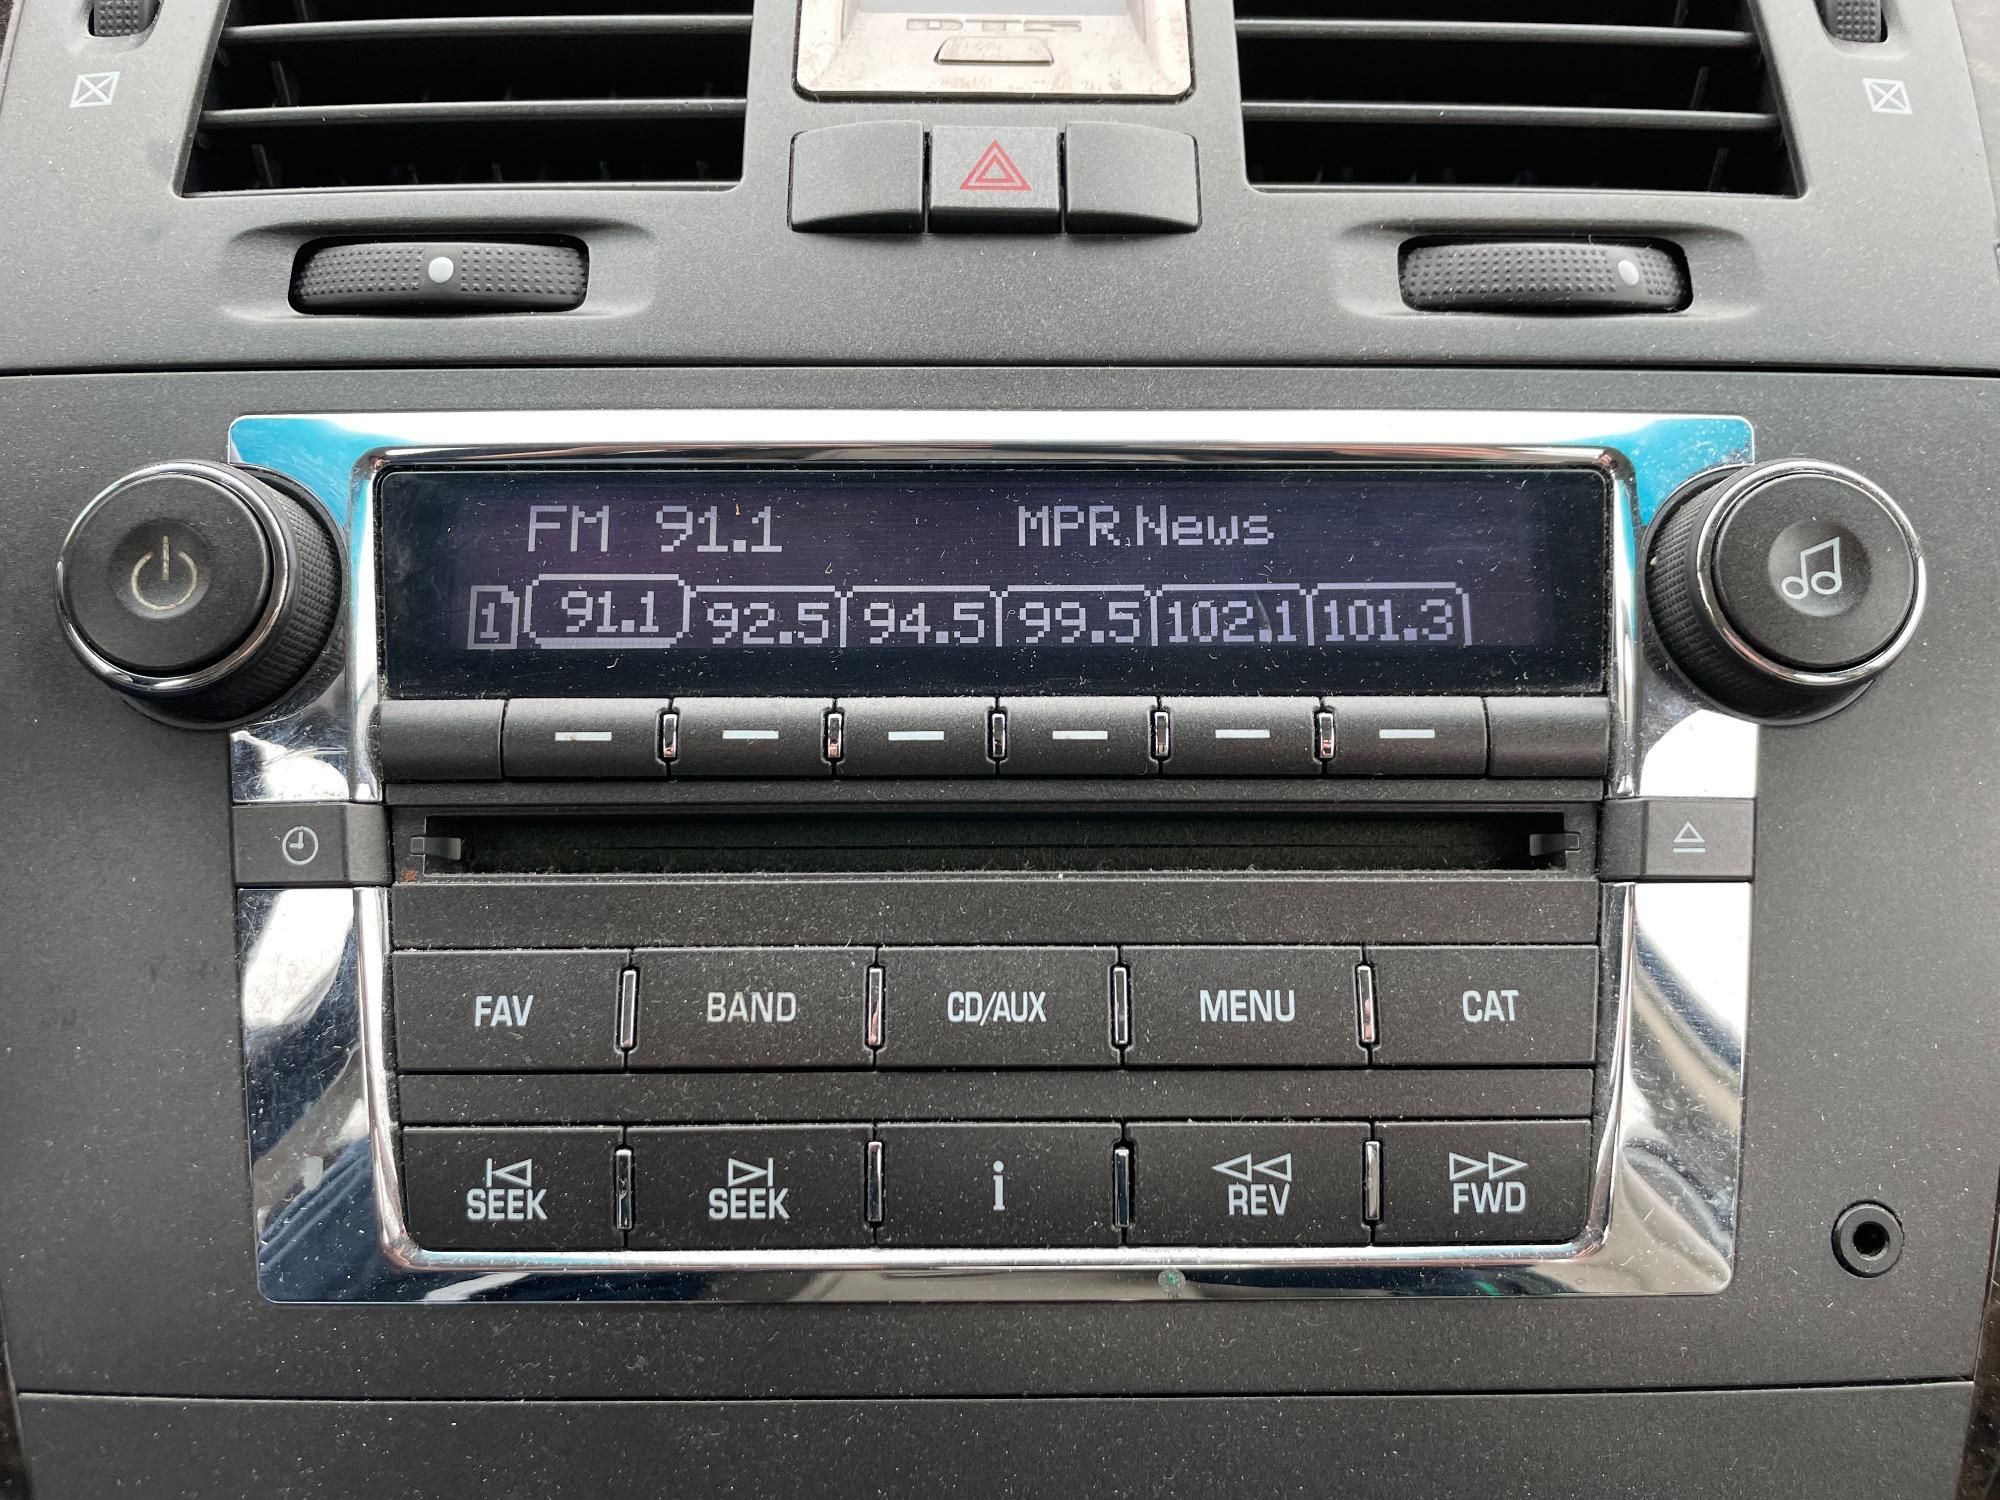 FM 91.1 MPR News
1 91.1 92.5 94.5 99.5 102.1 101.3
FAV BAND CD/AUX MENU CAT
SEEK SEEK i REV FWD